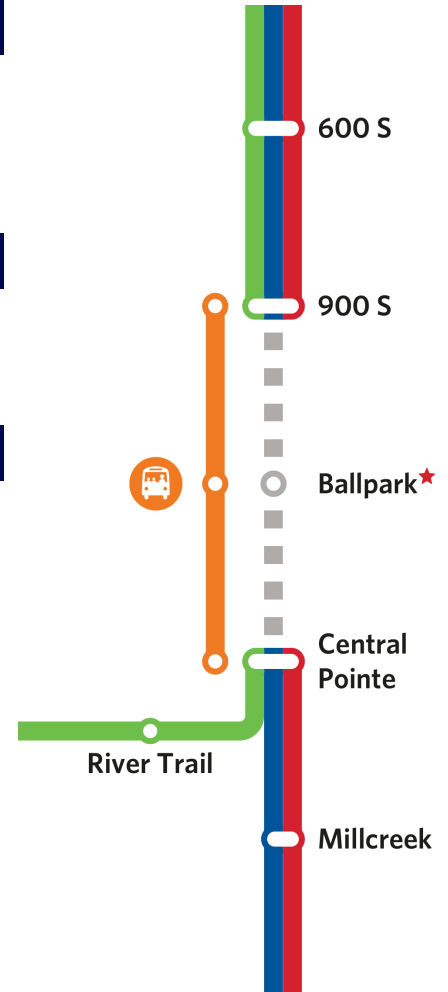 600 S
900 S
Ballpark
Central
Pointe
River Trail
Millcreek